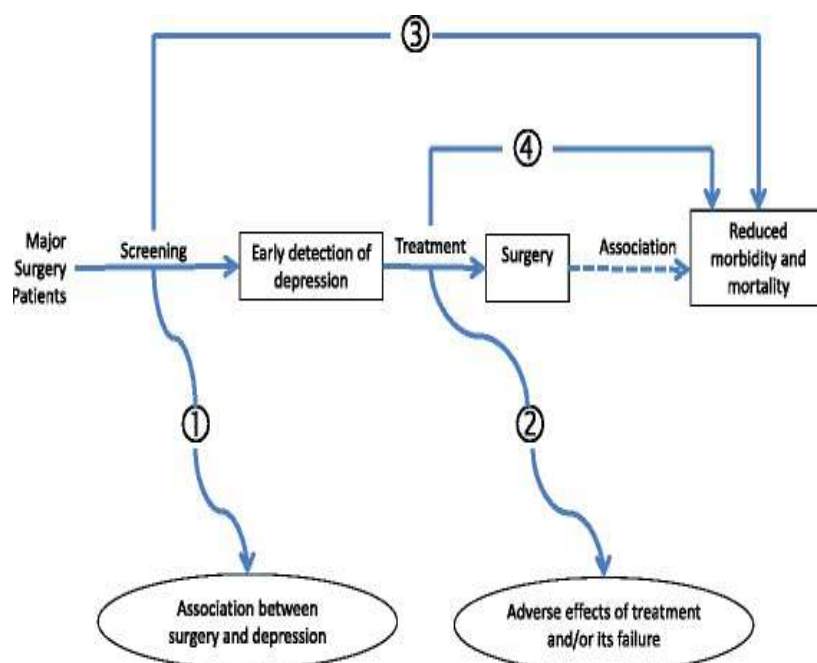 ③
④
Major
Surgery
Patients
Screening
Early detection of
depression
Treatment
Surgery
Association
Reduced
morbidity and
mortality
①
②
Association between
surgery and depression
Adverse effects of treatment
and/or its failure